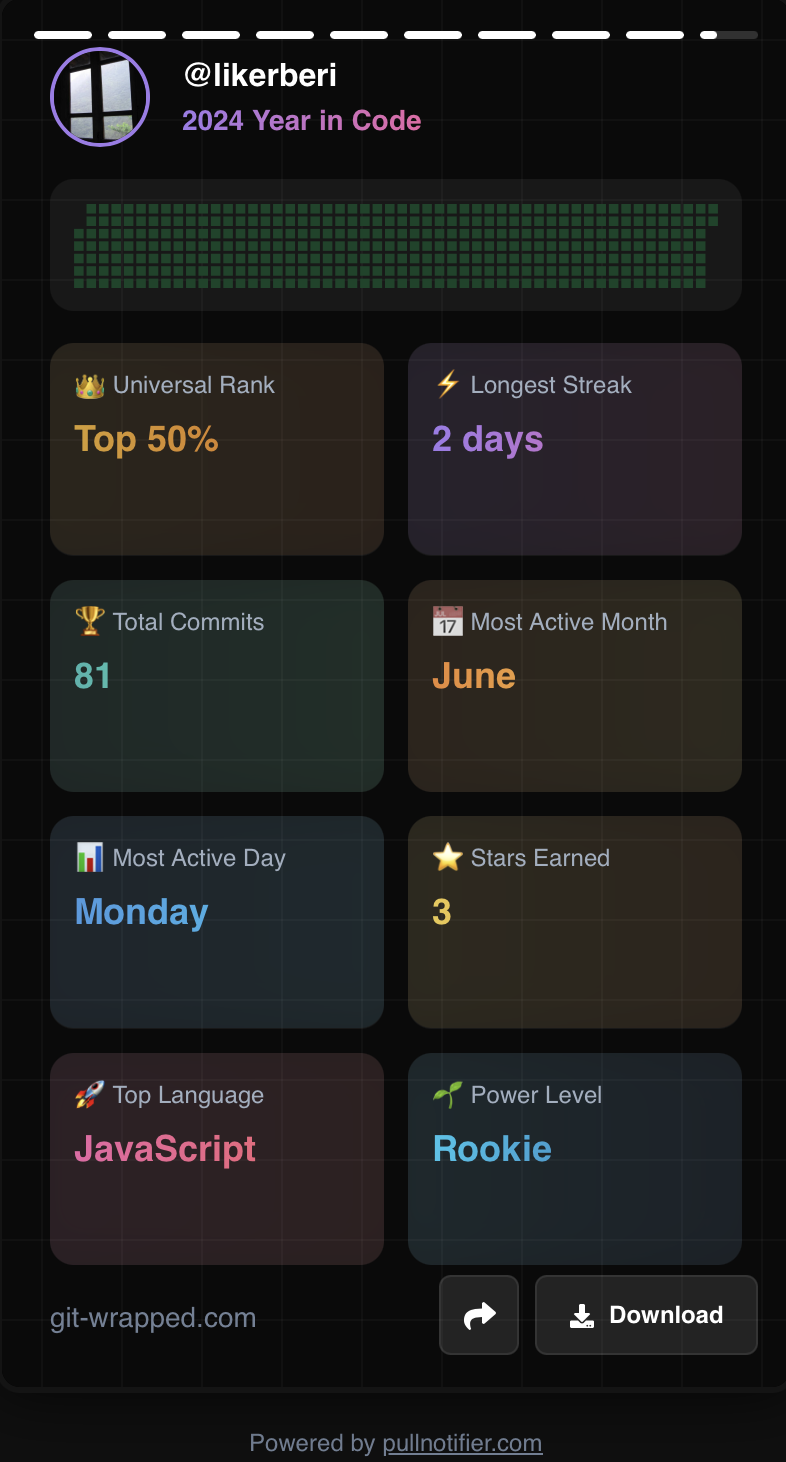 @likerberi
2024 Year in Code
👑 Universal Rank
Top 50%
⚡ Longest Streak
2 days
🏆 Total Commits
81
📅 Most Active Month
June
📊 Most Active Day
Monday
⭐ Stars Earned
3
🚀 Top Language
JavaScript
🌱 Power Level
Rookie
git-wrapped.com
Download
Powered by pullnotifier.com